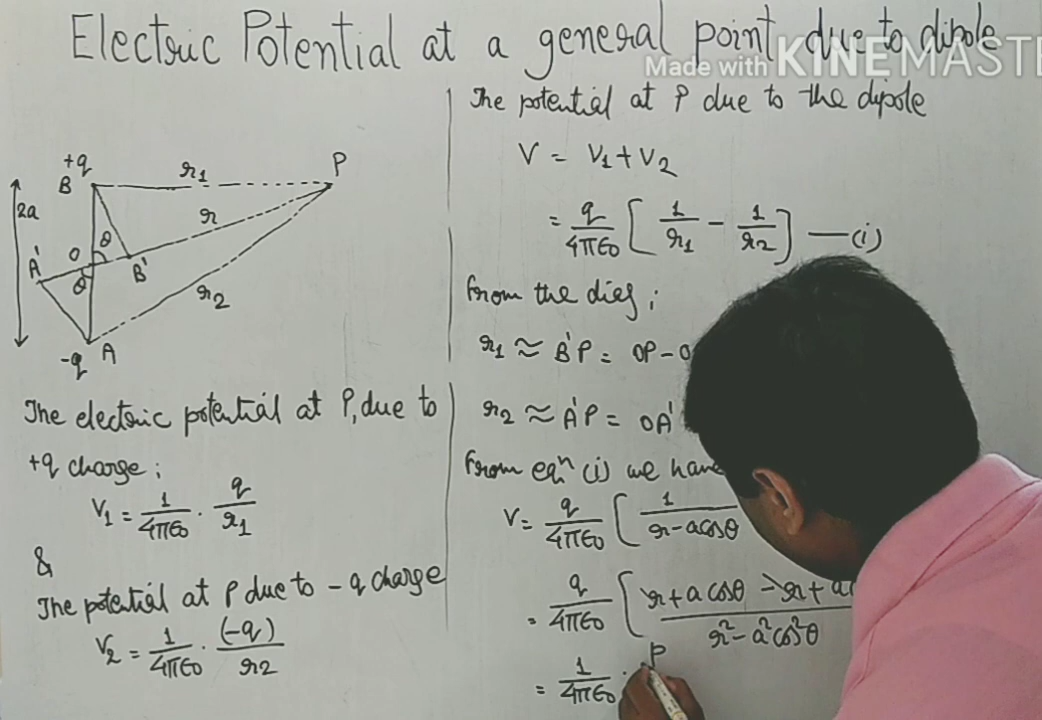 Electric Potential at a general point due to dipole
Made with KINEMASTE
+q
B
r₁
P
2a
r
O
θ
A'
θ
B'
r₂
-q
A
The electric potential at P, due to
+q charge ;
V₁ = 1/4πε₀ . q/r₁
&
The potential at P due to - q charge
V₂ = 1/4πε₀ . (-q)/r2
The potential at P due to the dipole
V = V₁ + V₂
= q/4πε₀ [ 1/r₁ - 1/r₂ ] — (i)
from the diag ;
r₁ ≈ B'P = OP -
r₂ ≈ A'P = OA'
from eqⁿ (i) we have
V = q/4πε₀ [ 1/r - acosθ
= q/4πε₀ [ r + a cosθ - r + a / r² - a²cos²θ
= 1/4πε₀ . P